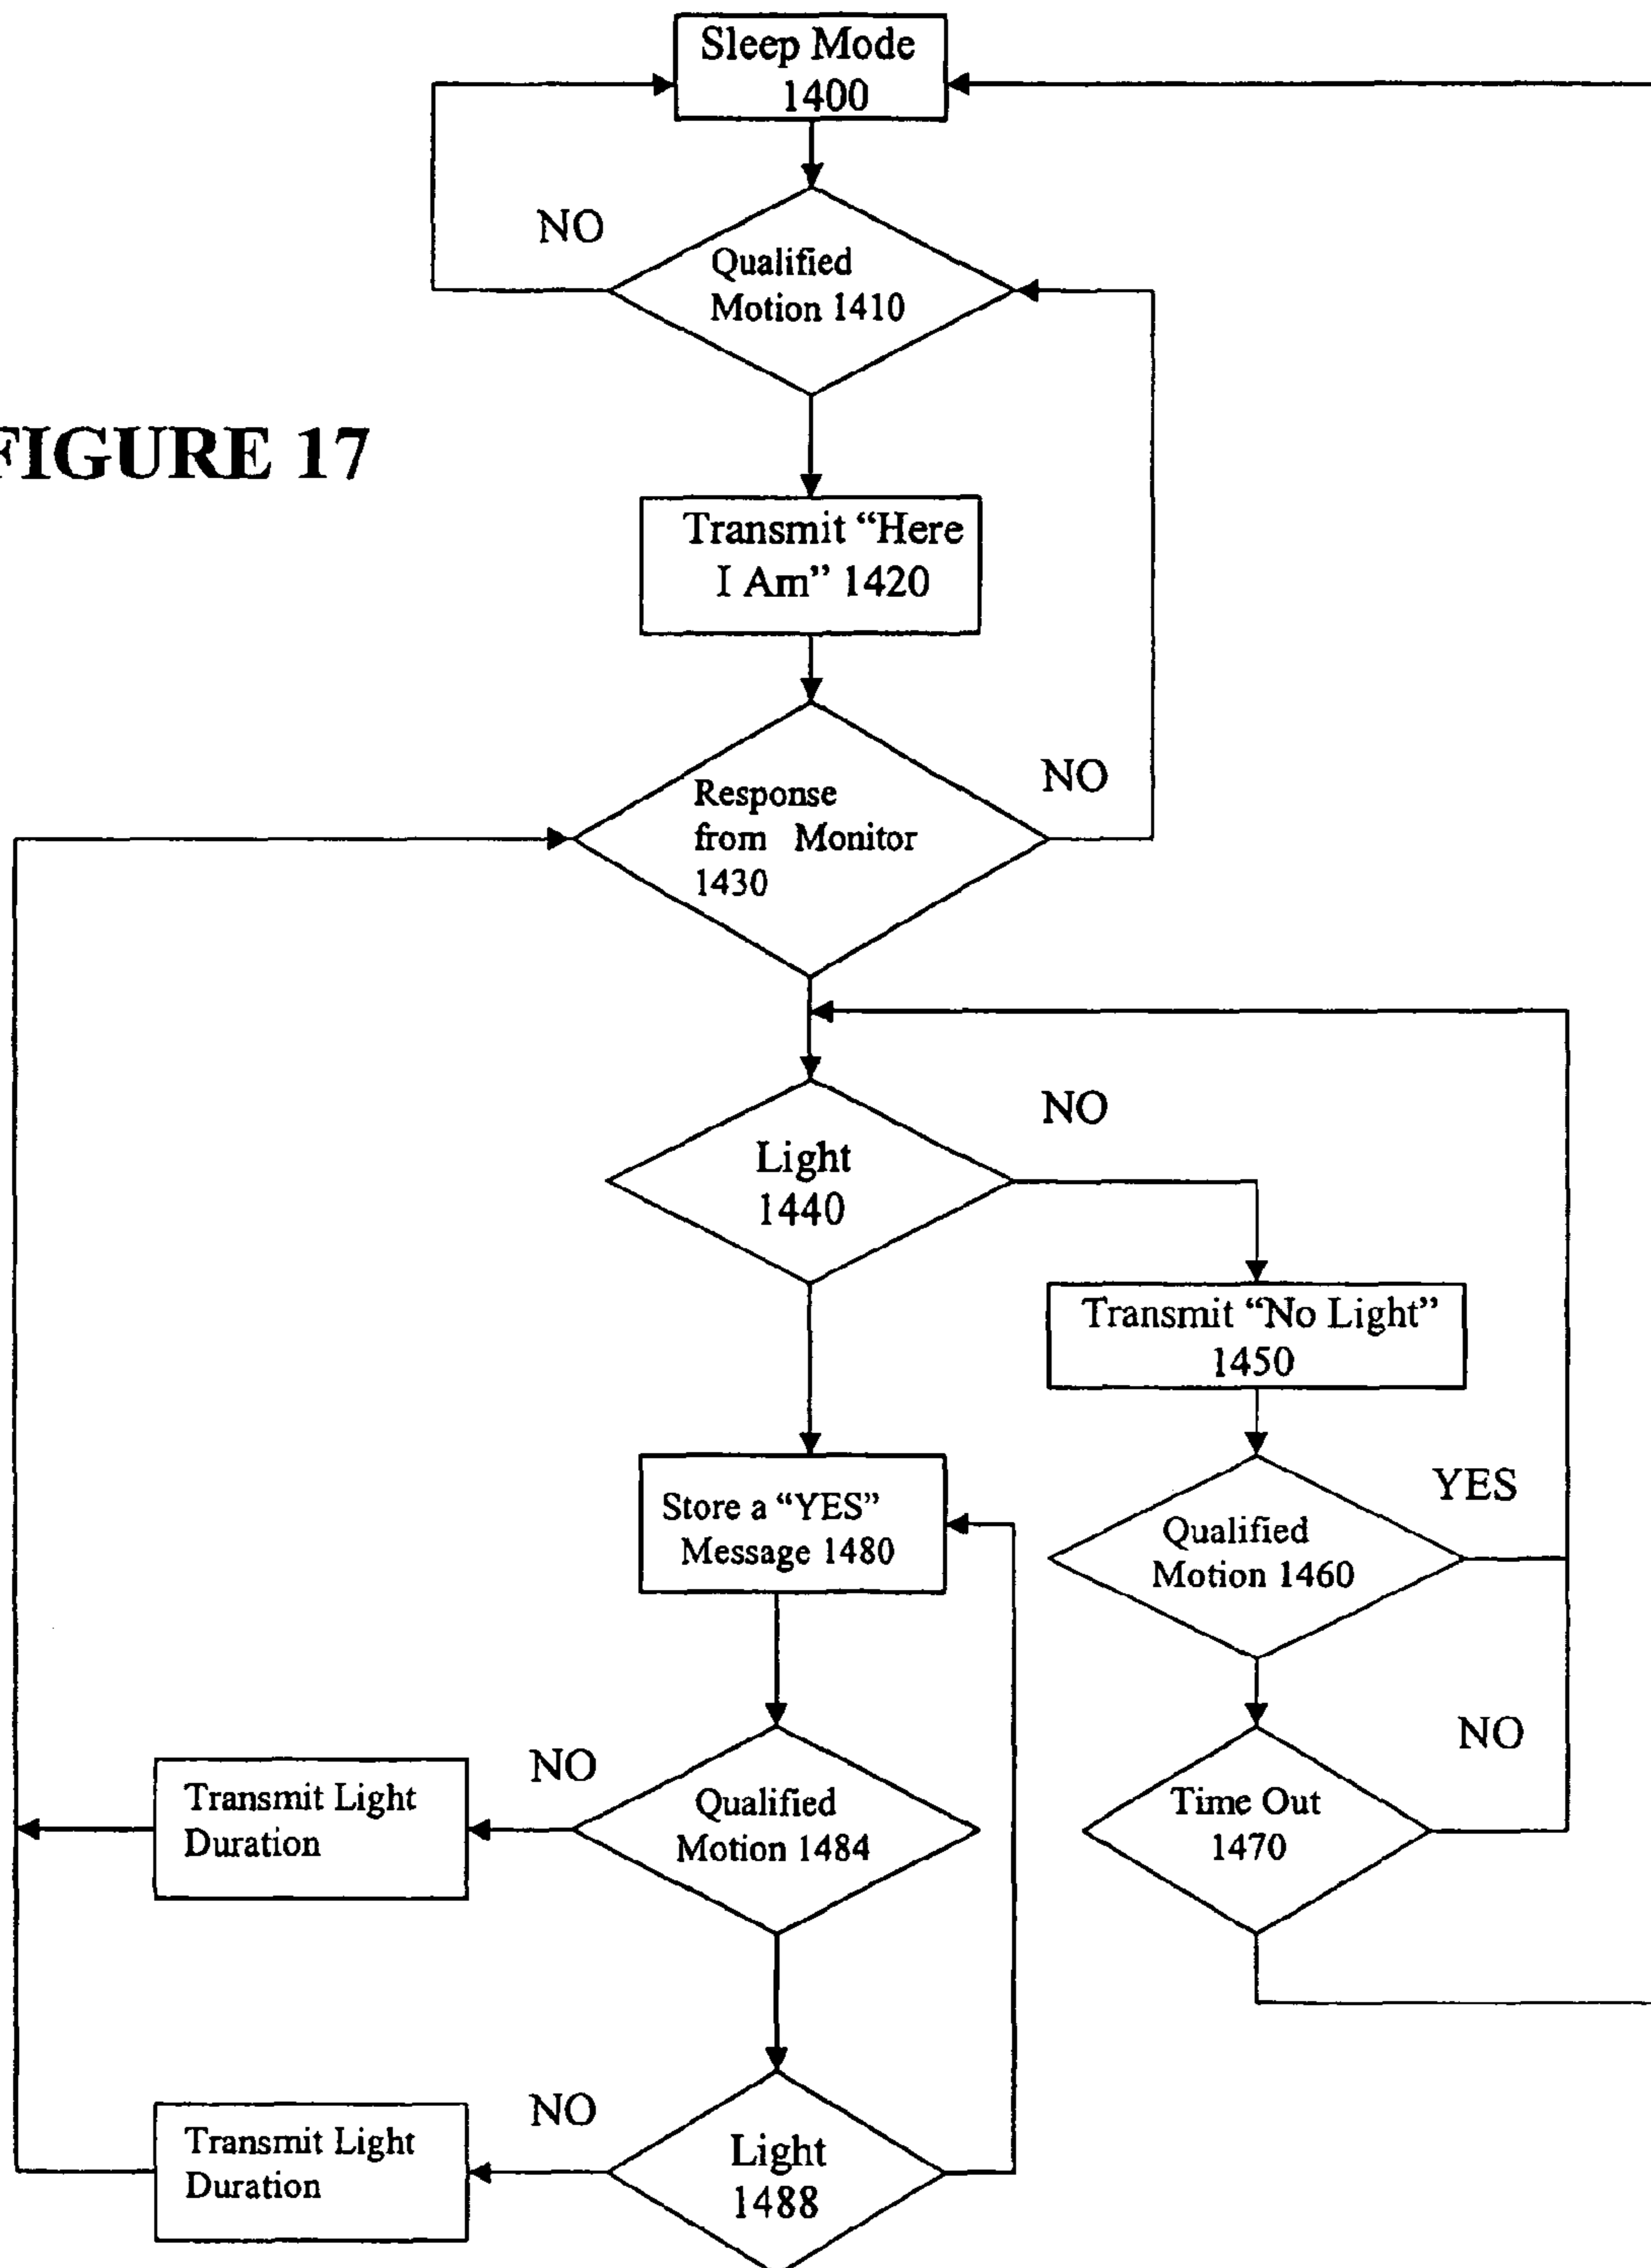 Sleep Mode
1400
NO
Qualified
Motion 1410
FIGURE 17
Transmit “Here
I Am” 1420
NO
Response
from Monitor
1430
NO
Light
1440
Transmit “No Light”
1450
YES
Store a “YES”
Message 1480
Qualified
Motion 1460
NO
NO
Transmit Light
Duration
Qualified
Motion 1484
Time Out
1470
NO
Transmit Light
Duration
Light
1488